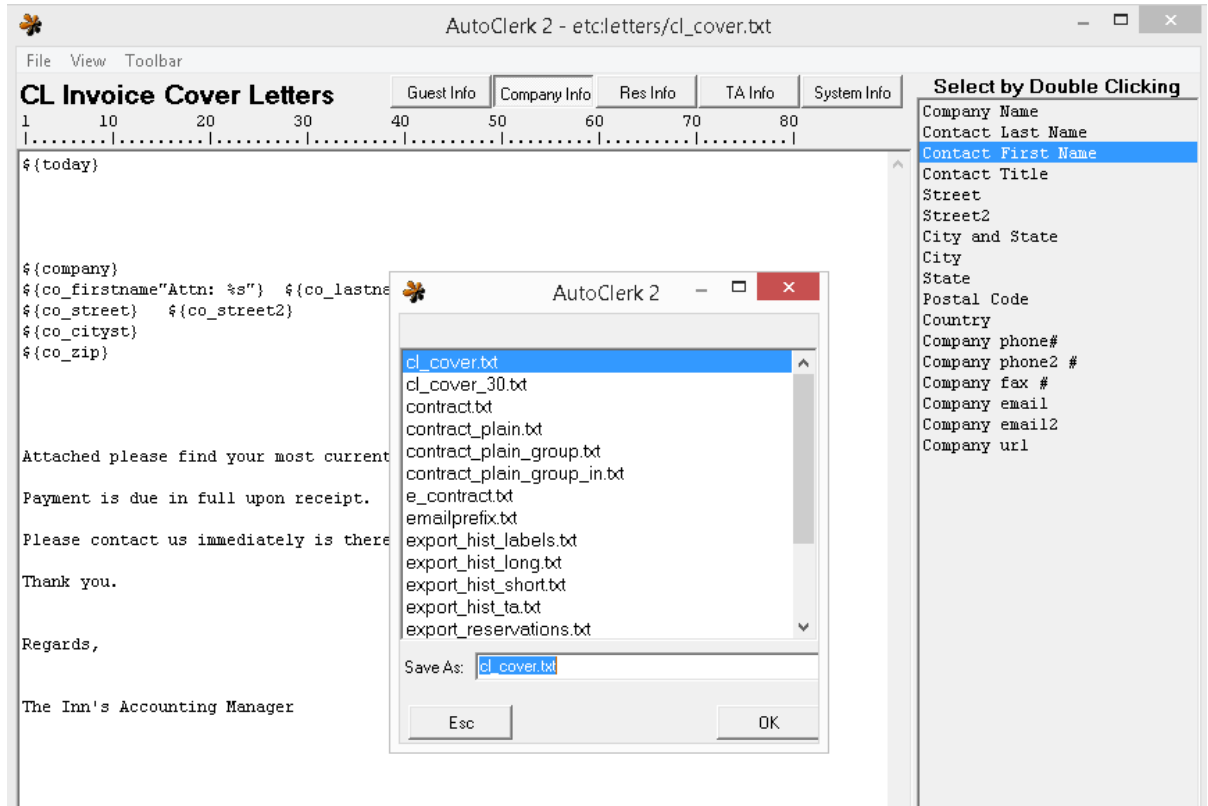 AutoClerk 2 - etc:letters/cl_cover.txt
File View Toolbar
CL Invoice Cover Letters
Guest Info
Company Info
Res Info
TA Info
System Info
Select by Double Clicking
1 10 20 30 40 50 60 70 80
${today}
${company}
${co_firstname"Attn: %s"} ${co_lastna
${co_street} ${co_street2}
${co_cityst}
${co_zip}
Attached please find your most current
Payment is due in full upon receipt.
Please contact us immediately is there
Thank you.
Regards,
The Inn's Accounting Manager
AutoClerk 2
cl_cover.txt
cl_cover_30.txt
contract.txt
contract_plain.txt
contract_plain_group.txt
contract_plain_group_in.txt
e_contract.txt
emailprefix.txt
export_hist_labels.txt
export_hist_long.txt
export_hist_short.txt
export_hist_ta.txt
export_reservations.txt
Save As: cl_cover.txt
Esc
OK
Company Name
Contact Last Name
Contact First Name
Contact Title
Street
Street2
City and State
City
State
Postal Code
Country
Company phone#
Company phone2 #
Company fax #
Company email
Company email2
Company url